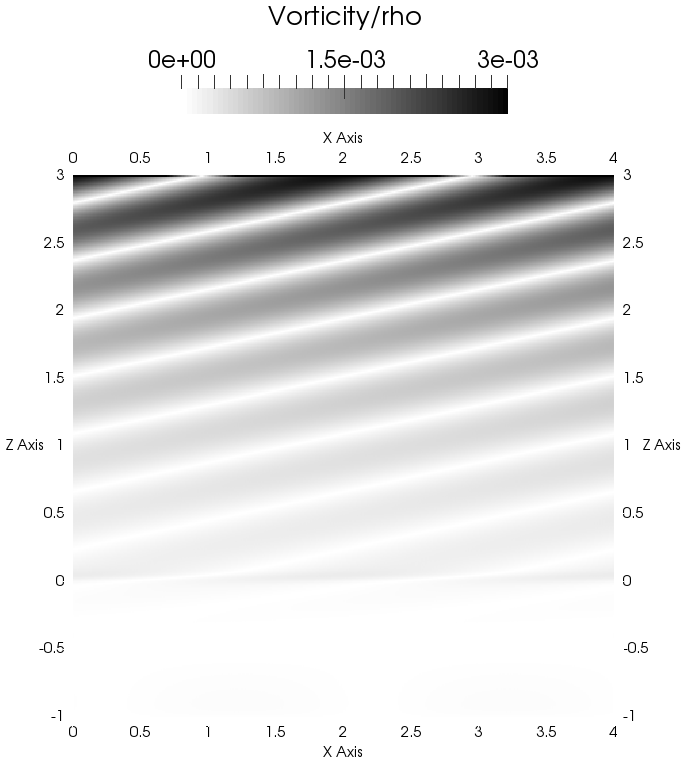 Vorticity/rho
0e+00 1.5e-03 3e-03
X Axis
0 0.5 1 1.5 2 2.5 3 3.5 4
3 3
2.5 2.5
2 2
1.5 1.5
Z Axis 1 1 Z Axis
0.5 0.5
0 0
-0.5 -0.5
-1 -1
0 0.5 1 1.5 2 2.5 3 3.5 4
X Axis